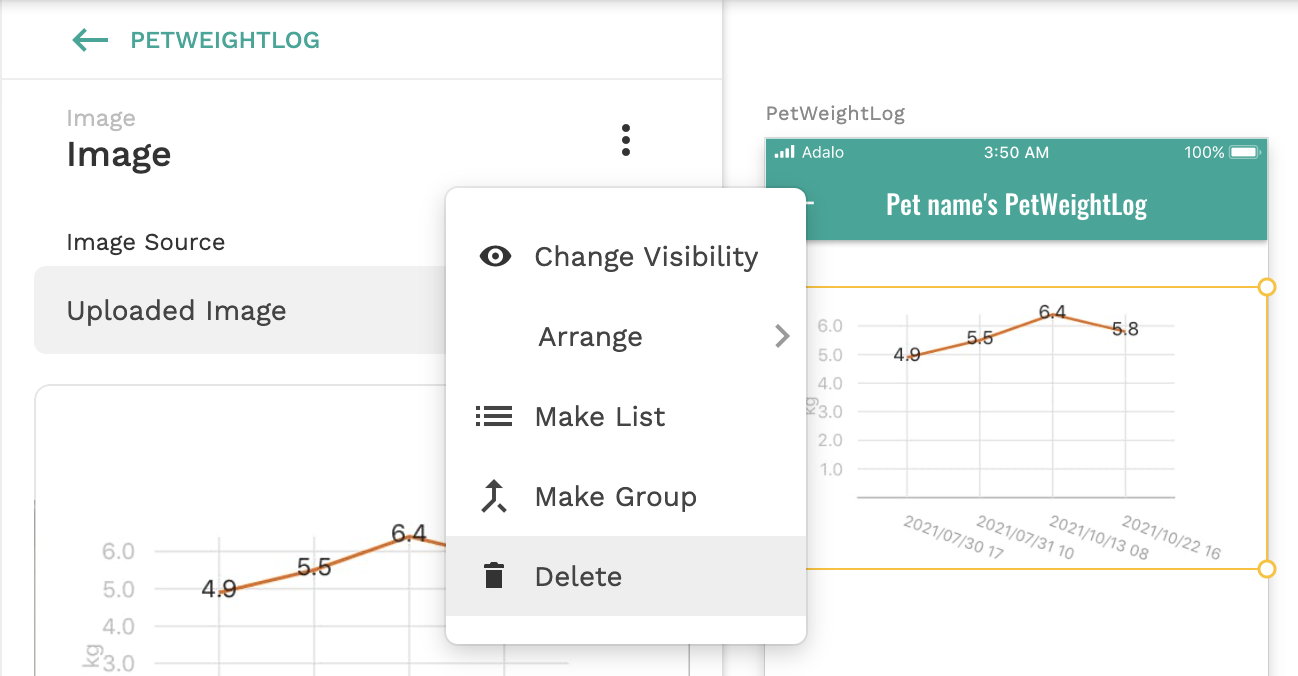 PETWEIGHTLOG
Image
Image
Image Source
Uploaded Image
6.4
6.0
5.5
5.0
4.9
4.0
3.0
kg
Change Visibility
Arrange
Make List
Make Group
Delete
PetWeightLog
Adalo 3:50 AM 100%
Pet name's PetWeightLog
6.4
6.0
5.8
5.5
5.0
4.9
4.0
3.0
kg
2.0
1.0
2021/07/30 17
2021/07/31 10
2021/10/13 08
2021/10/22 16